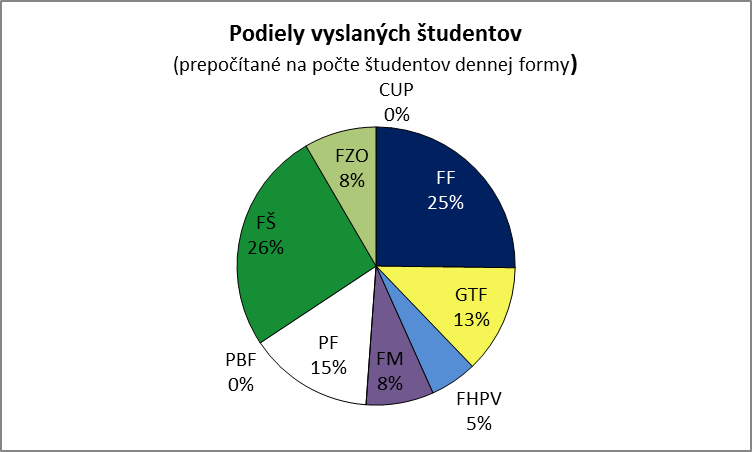 Podiely vyslaných študentov
(prepočítané na počte študentov dennej formy)
CUP
0%
FF
25%
GTF
13%
FHPV
5%
FM
8%
PF
15%
PBF
0%
FŠ
26%
FZO
8%